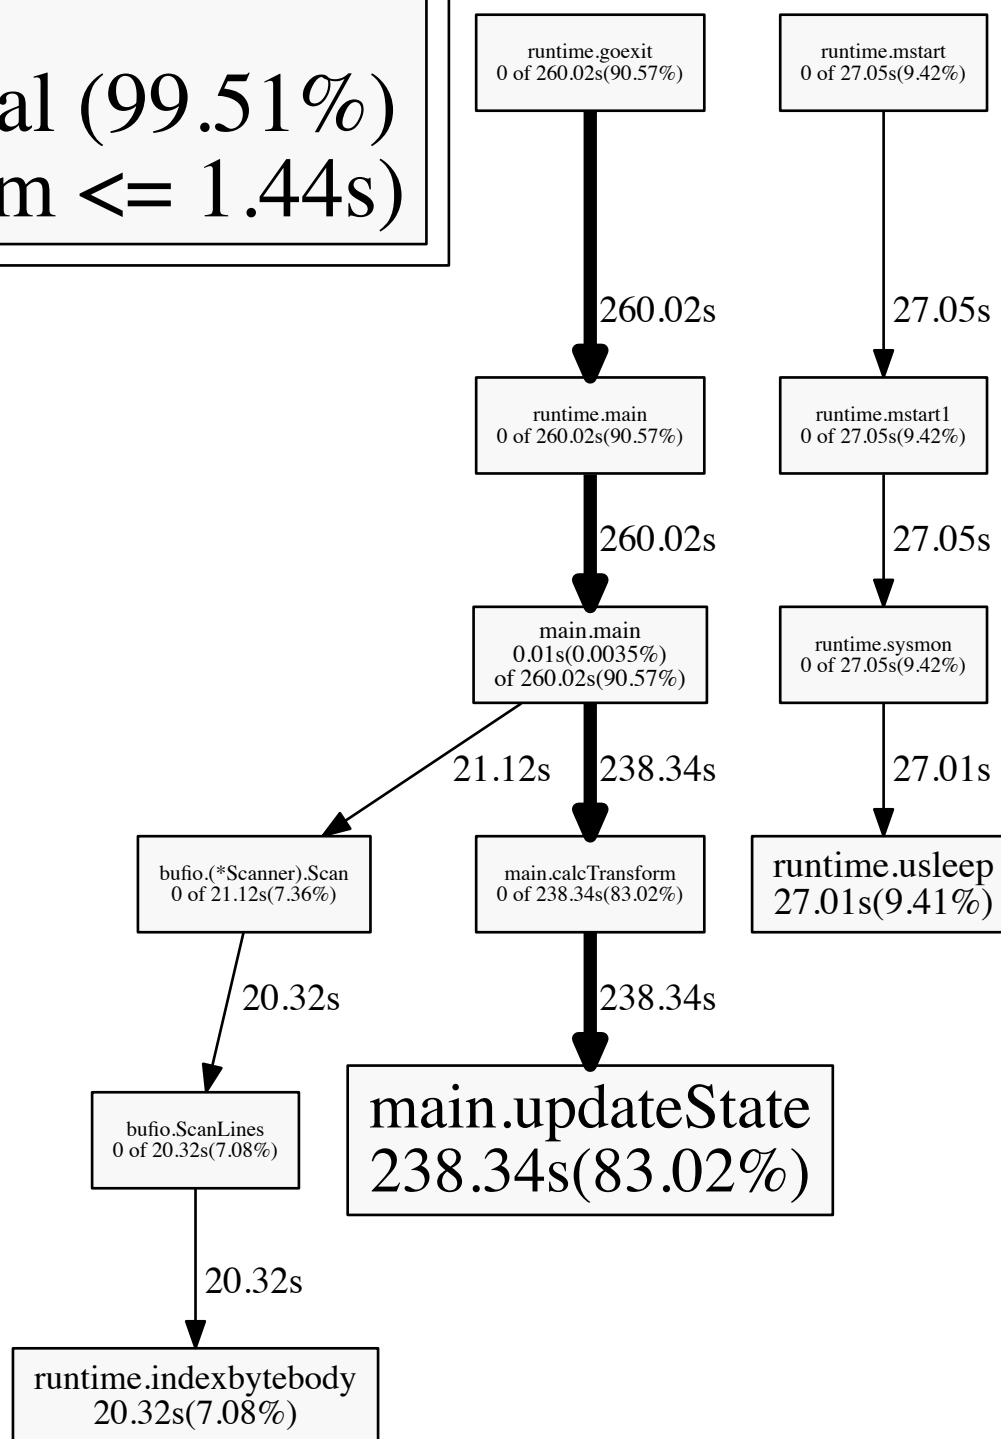 al (99.51%)
m <= 1.44s)
runtime.goexit
0 of 260.02s(90.57%)
runtime.mstart
0 of 27.05s(9.42%)
260.02s
27.05s
runtime.main
0 of 260.02s(90.57%)
runtime.mstart1
0 of 27.05s(9.42%)
260.02s
27.05s
main.main
0.01s(0.0035%)
of 260.02s(90.57%)
runtime.sysmon
0 of 27.05s(9.42%)
21.12s
238.34s
27.01s
bufio.(*Scanner).Scan
0 of 21.12s(7.36%)
main.calcTransform
0 of 238.34s(83.02%)
runtime.usleep
27.01s(9.41%)
20.32s
238.34s
bufio.ScanLines
0 of 20.32s(7.08%)
main.updateState
238.34s(83.02%)
20.32s
runtime.indexbytebody
20.32s(7.08%)